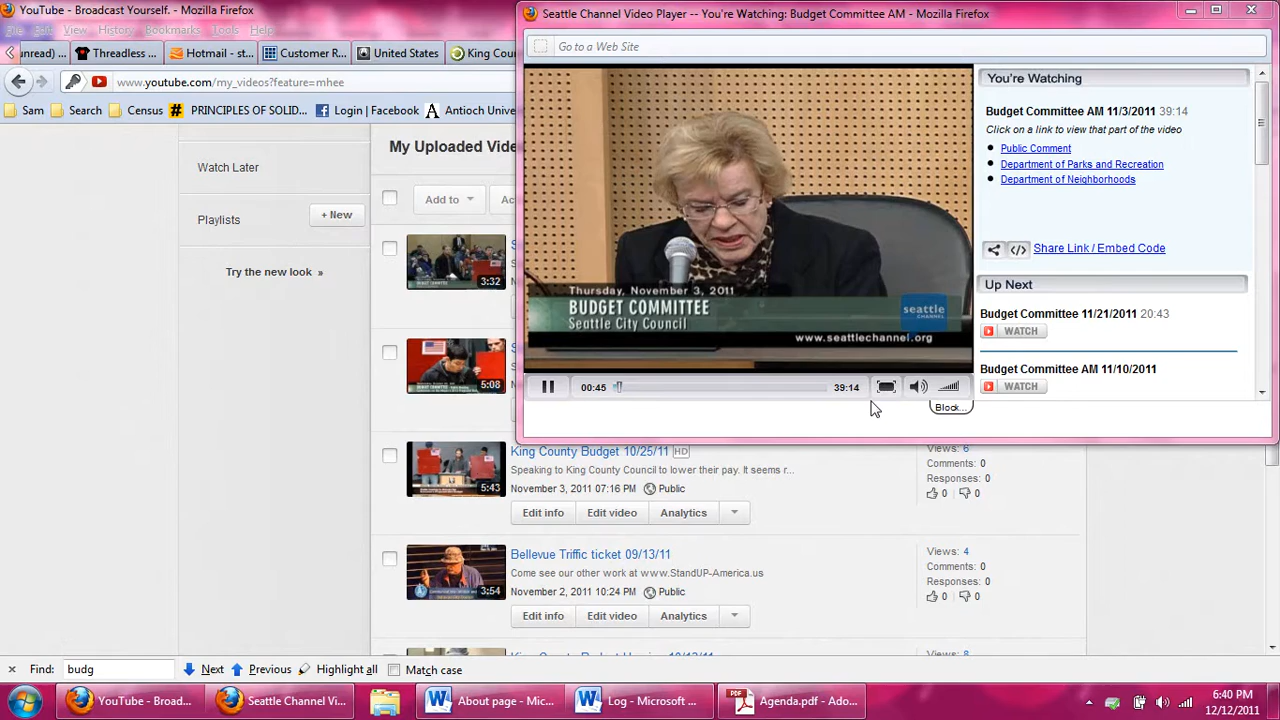 YouTube - Broadcast Yourself. - Mozilla Firefox
File Edit View History Bookmarks Tools Help
unread) ... Threadless ... Hotmail - st... Customer R... United States King Cou
www.youtube.com/my_videos?feature=mhee
Sam Search Census PRINCIPLES OF SOLID... Login | Facebook Antioch Unive
Watch Later
Playlists + New
Try the new look »
My Uploaded Vide
Add to
3:32
5:08
5:43
King County Budget 10/25/11 HD
Speaking to King County Council to lower their pay. It seems r...
November 3, 2011 07:16 PM Public
Edit info Edit video Analytics
Views: 6
Comments: 0
Responses: 0
0 0
3:54
Bellevue Triffic ticket 09/13/11
Come see our other work at www.StandUP-America.us
November 2, 2011 10:24 PM Public
Edit info Edit video Analytics
Views: 4
Comments: 0
Responses: 0
0 0
Seattle Channel Video Player -- You're Watching: Budget Committee AM - Mozilla Firefox
Go to a Web Site
Thursday, November 3, 2011
BUDGET COMMITTEE
Seattle City Council
seattle
CHANNEL
www.seattlechannel.org
00:45 39:14
Block...
You're Watching
Budget Committee AM 11/3/2011 39:14
Click on a link to view that part of the video
Public Comment
Department of Parks and Recreation
Department of Neighborhoods
Share Link / Embed Code
Up Next
Budget Committee 11/21/2011 20:43
WATCH
Budget Committee AM 11/10/2011
WATCH
Find: budg Next Previous Highlight all Match case
YouTube - Broad... Seattle Channel Vi... About page - Mic... Log - Microsoft ... Agenda.pdf - Ado...
6:40 PM
12/12/2011